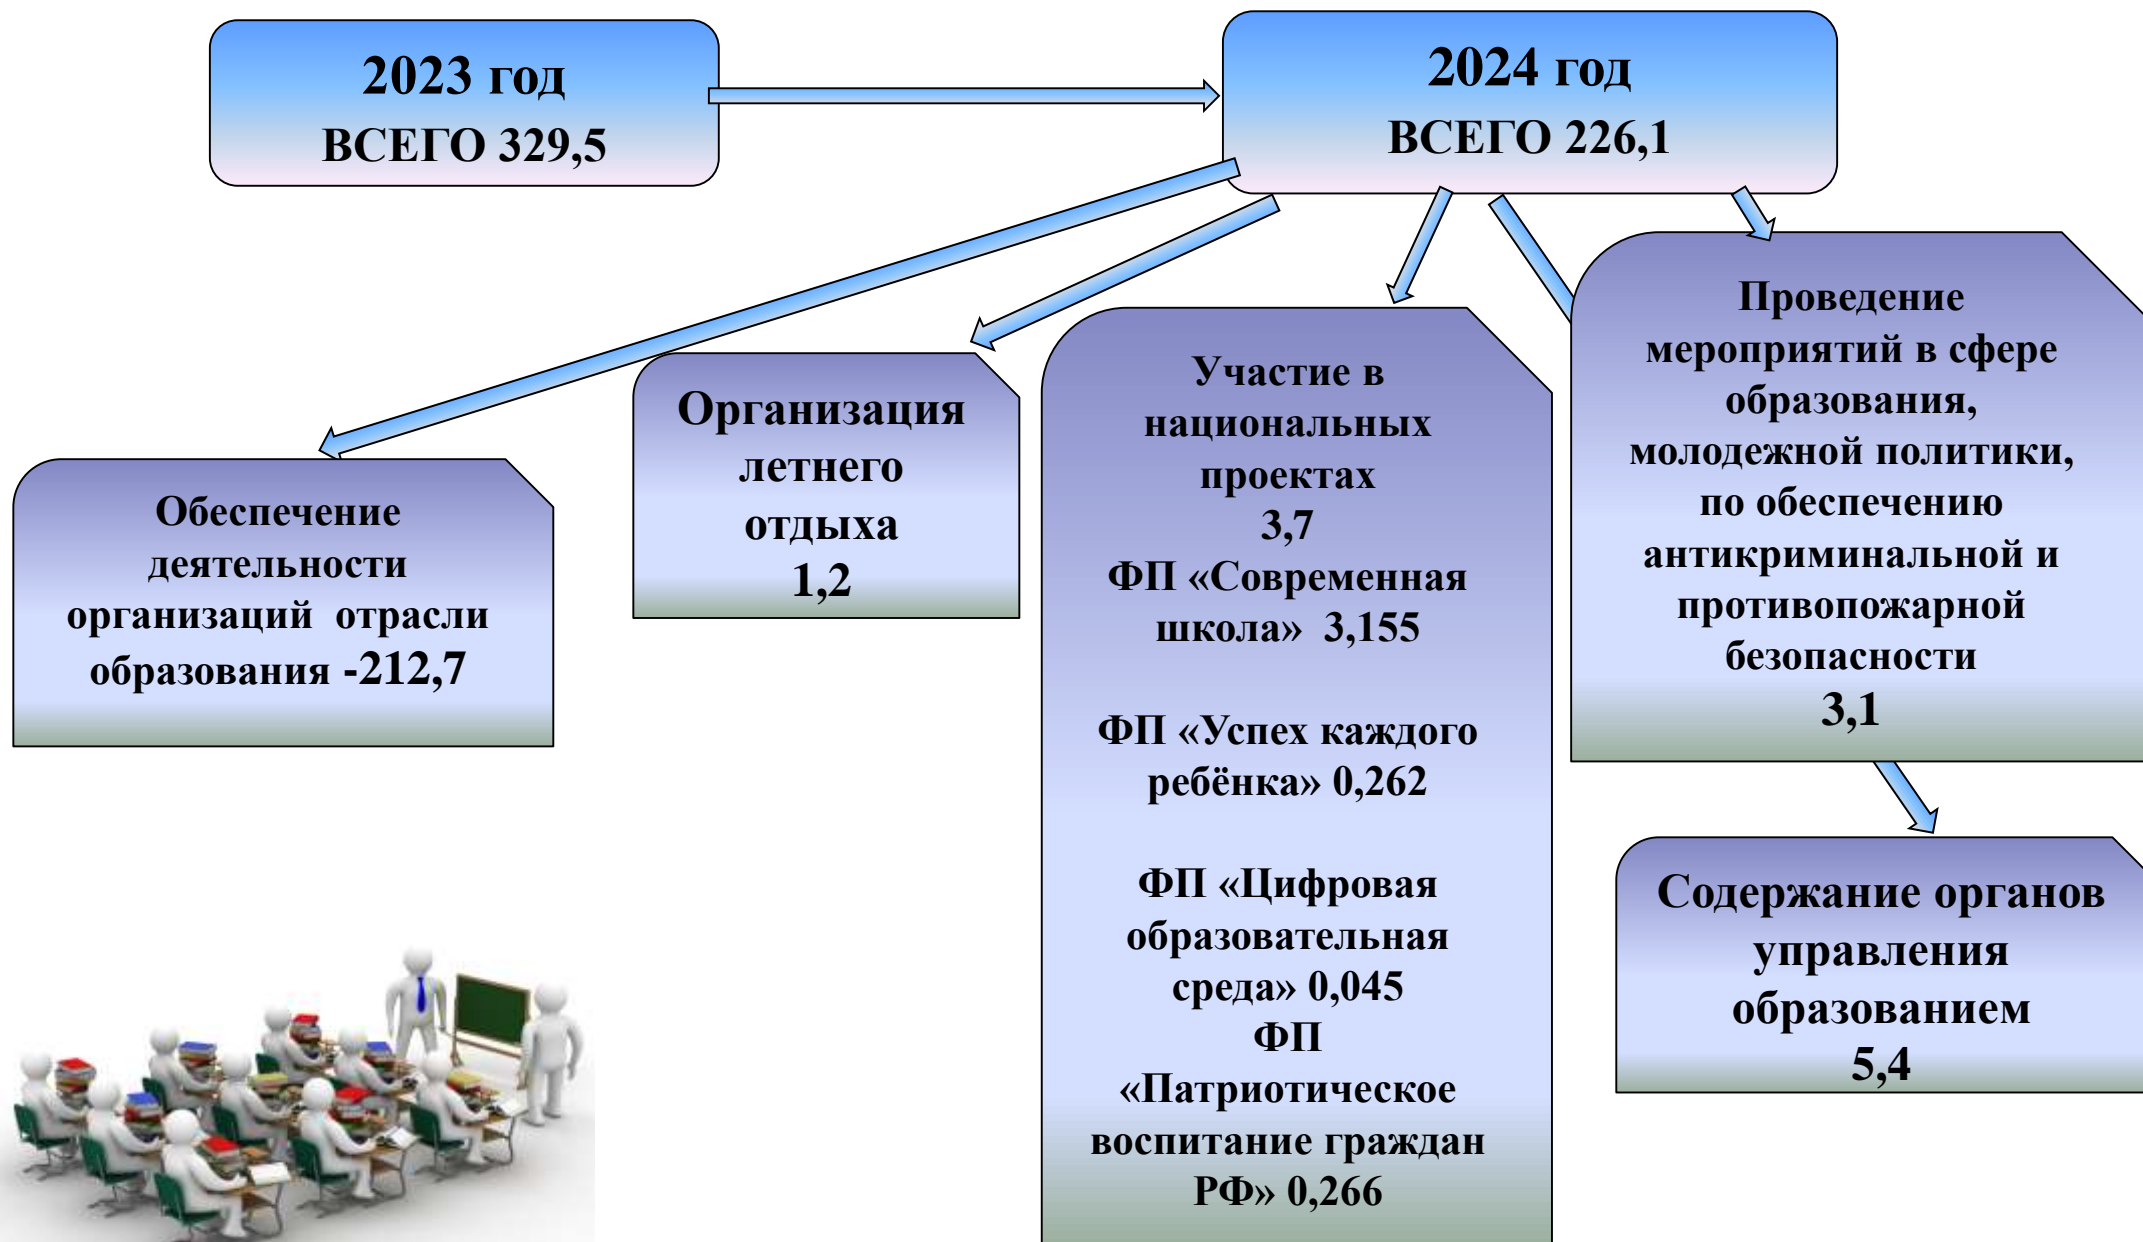 2023 год
ВСЕГО 329,5
2024 год
ВСЕГО 226,1
Обеспечение
деятельности
организаций отрасли
образования -212,7
Организация
летнего
отдыха
1,2
Участие в
национальных
проектах
3,7
ФП «Современная
школа» 3,155
ФП «Успех каждого
ребёнка» 0,262
ФП «Цифровая
образовательная
среда» 0,045
ФП
«Патриотическое
воспитание граждан
РФ» 0,266
Проведение
мероприятий в сфере
образования,
молодежной политики,
по обеспечению
антикриминальной и
противопожарной
безопасности
3,1
Содержание органов
управления
образованием
5,4